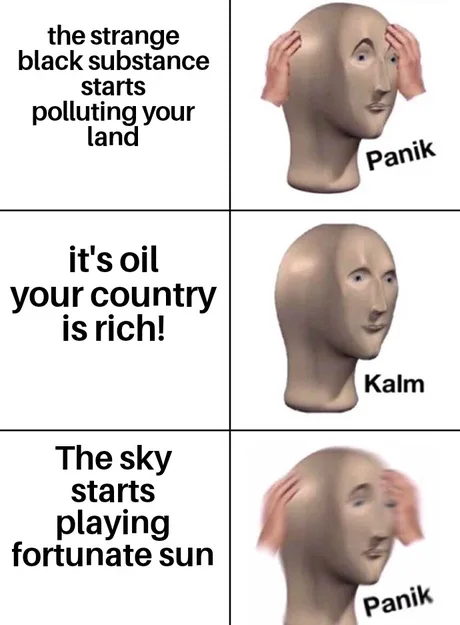 the strange
black substance
starts
polluting your
land
Panik
it's oil
your country
is rich!
Kalm
The sky
starts
playing
fortunate sun
Panik